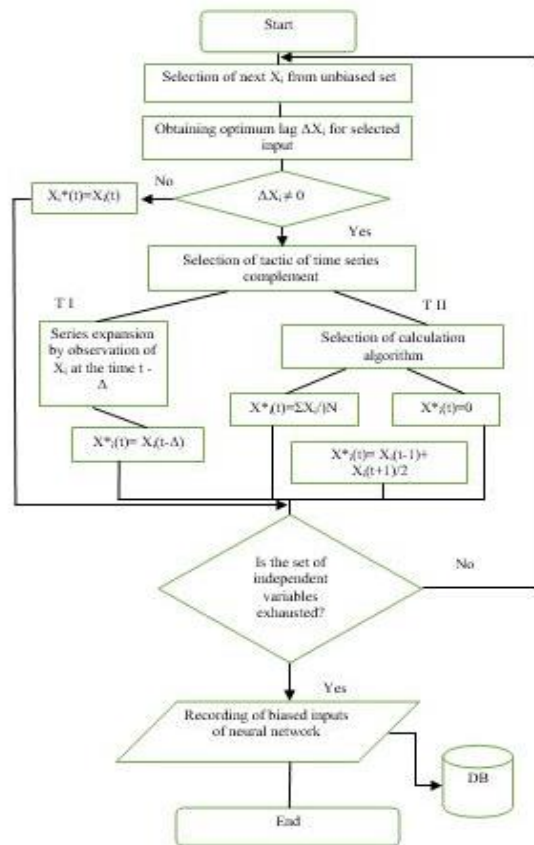 Start
Selection of next Xi from unbiased set
Obtaining optimum lag ΔXi for selected
input
No
Xi*(t)=Xi(t)
ΔXi ≠ 0
Yes
Selection of tactic of time series
complement
T I
T II
Series expansion
by observation of
Xi at the time t -
Δ
Selection of calculation
algorithm
X*i(t)=ΣXi/)N
X*i(t)=0
X*i(t)= Xi(t-Δ)
X*i(t)= Xi(t-1)+
Xi(t+1)/2
Is the set of
independent
variables
exhausted?
No
Yes
Recording of biased inputs
of neural network
DB
End